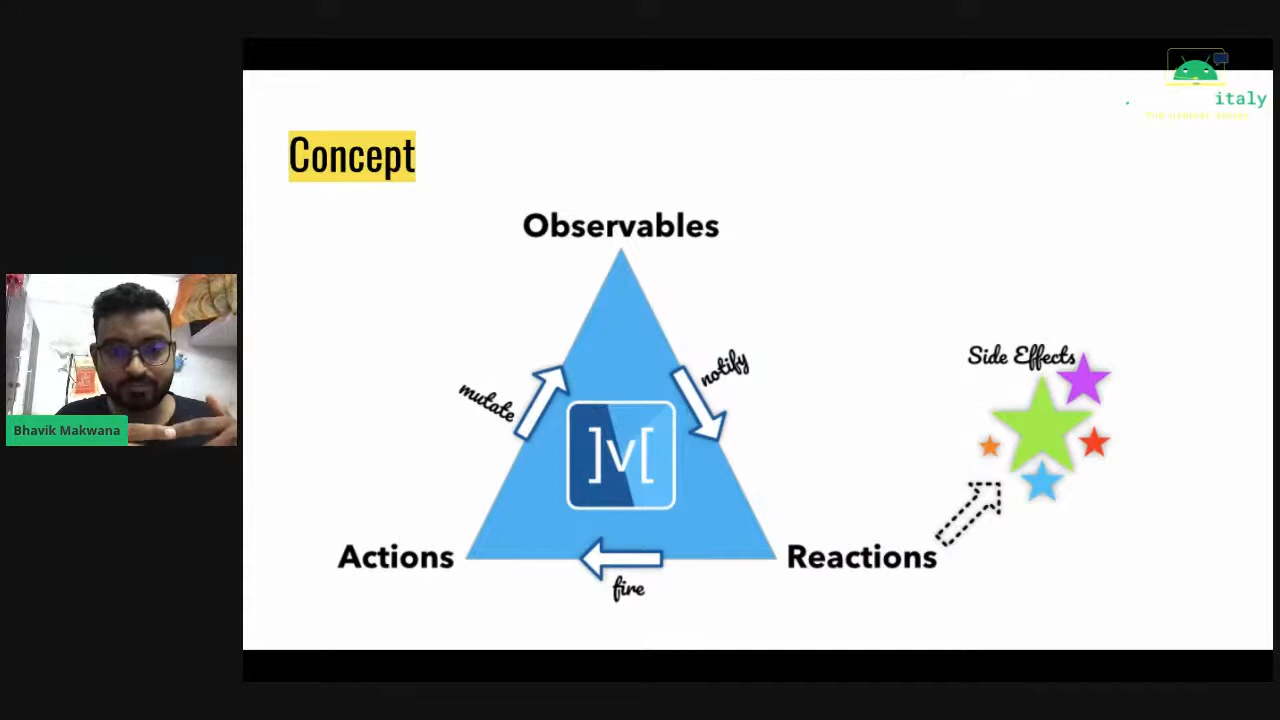 italy
Concept
Observables
Side Effects
notify
mutate
]v[
Bhavik Makwana
Actions
Reactions
fire